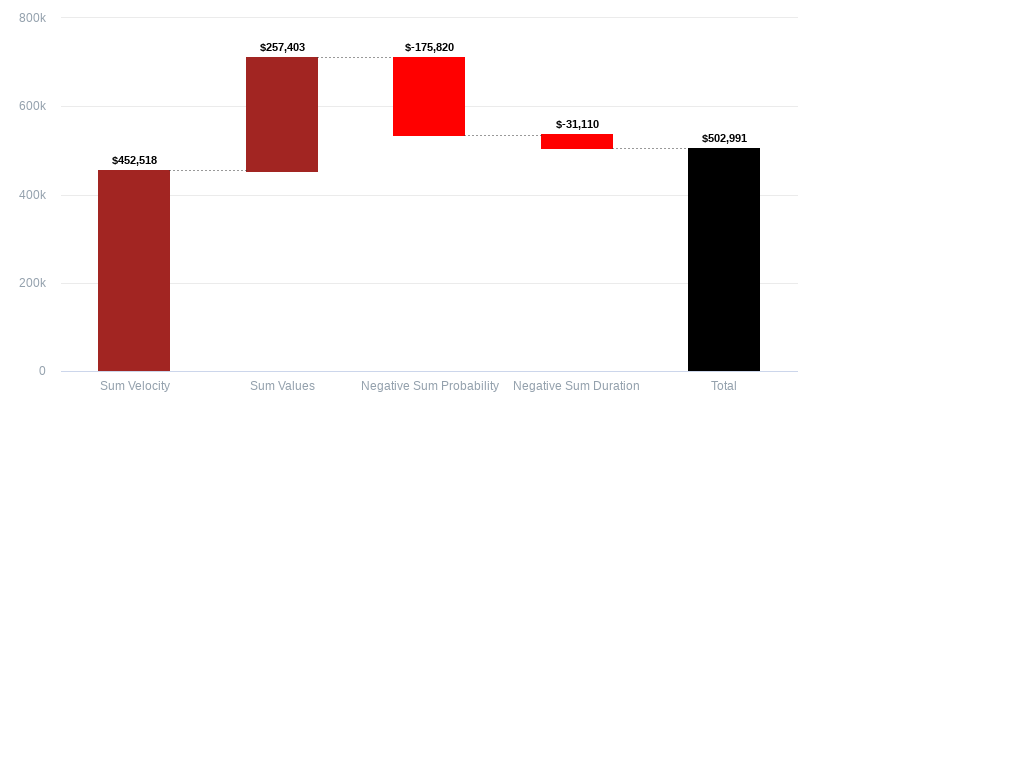 800k
600k
400k
200k
0
$452,518
$257,403
$-175,820
$-31,110
$502,991
Sum Velocity
Sum Values
Negative Sum Probability
Negative Sum Duration
Total